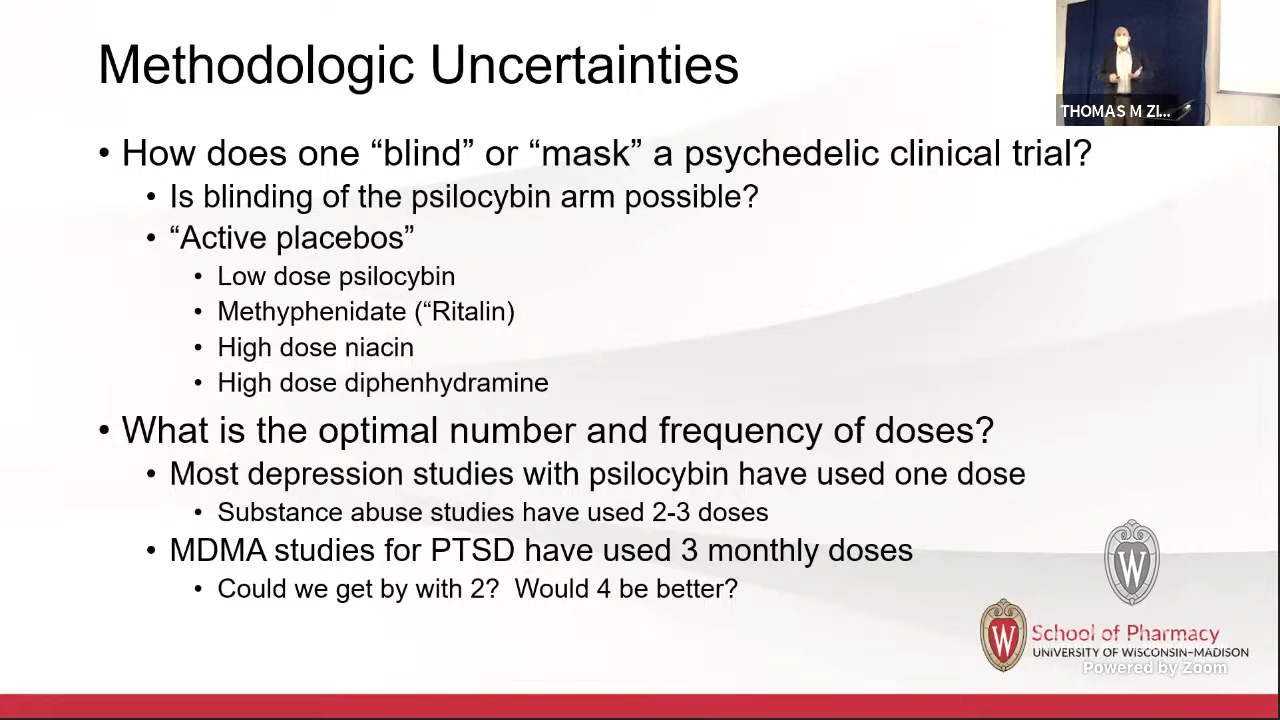 Methodologic Uncertainties
THOMAS M ZI...
• How does one “blind” or “mask” a psychedelic clinical trial?
• Is blinding of the psilocybin arm possible?
• “Active placebos”
• Low dose psilocybin
• Methyphenidate (“Ritalin)
• High dose niacin
• High dose diphenhydramine
• What is the optimal number and frequency of doses?
• Most depression studies with psilocybin have used one dose
• Substance abuse studies have used 2-3 doses
• MDMA studies for PTSD have used 3 monthly doses
• Could we get by with 2? Would 4 be better?
W
W
School of Pharmacy
UNIVERSITY OF WISCONSIN–MADISON
Powered by Zoom